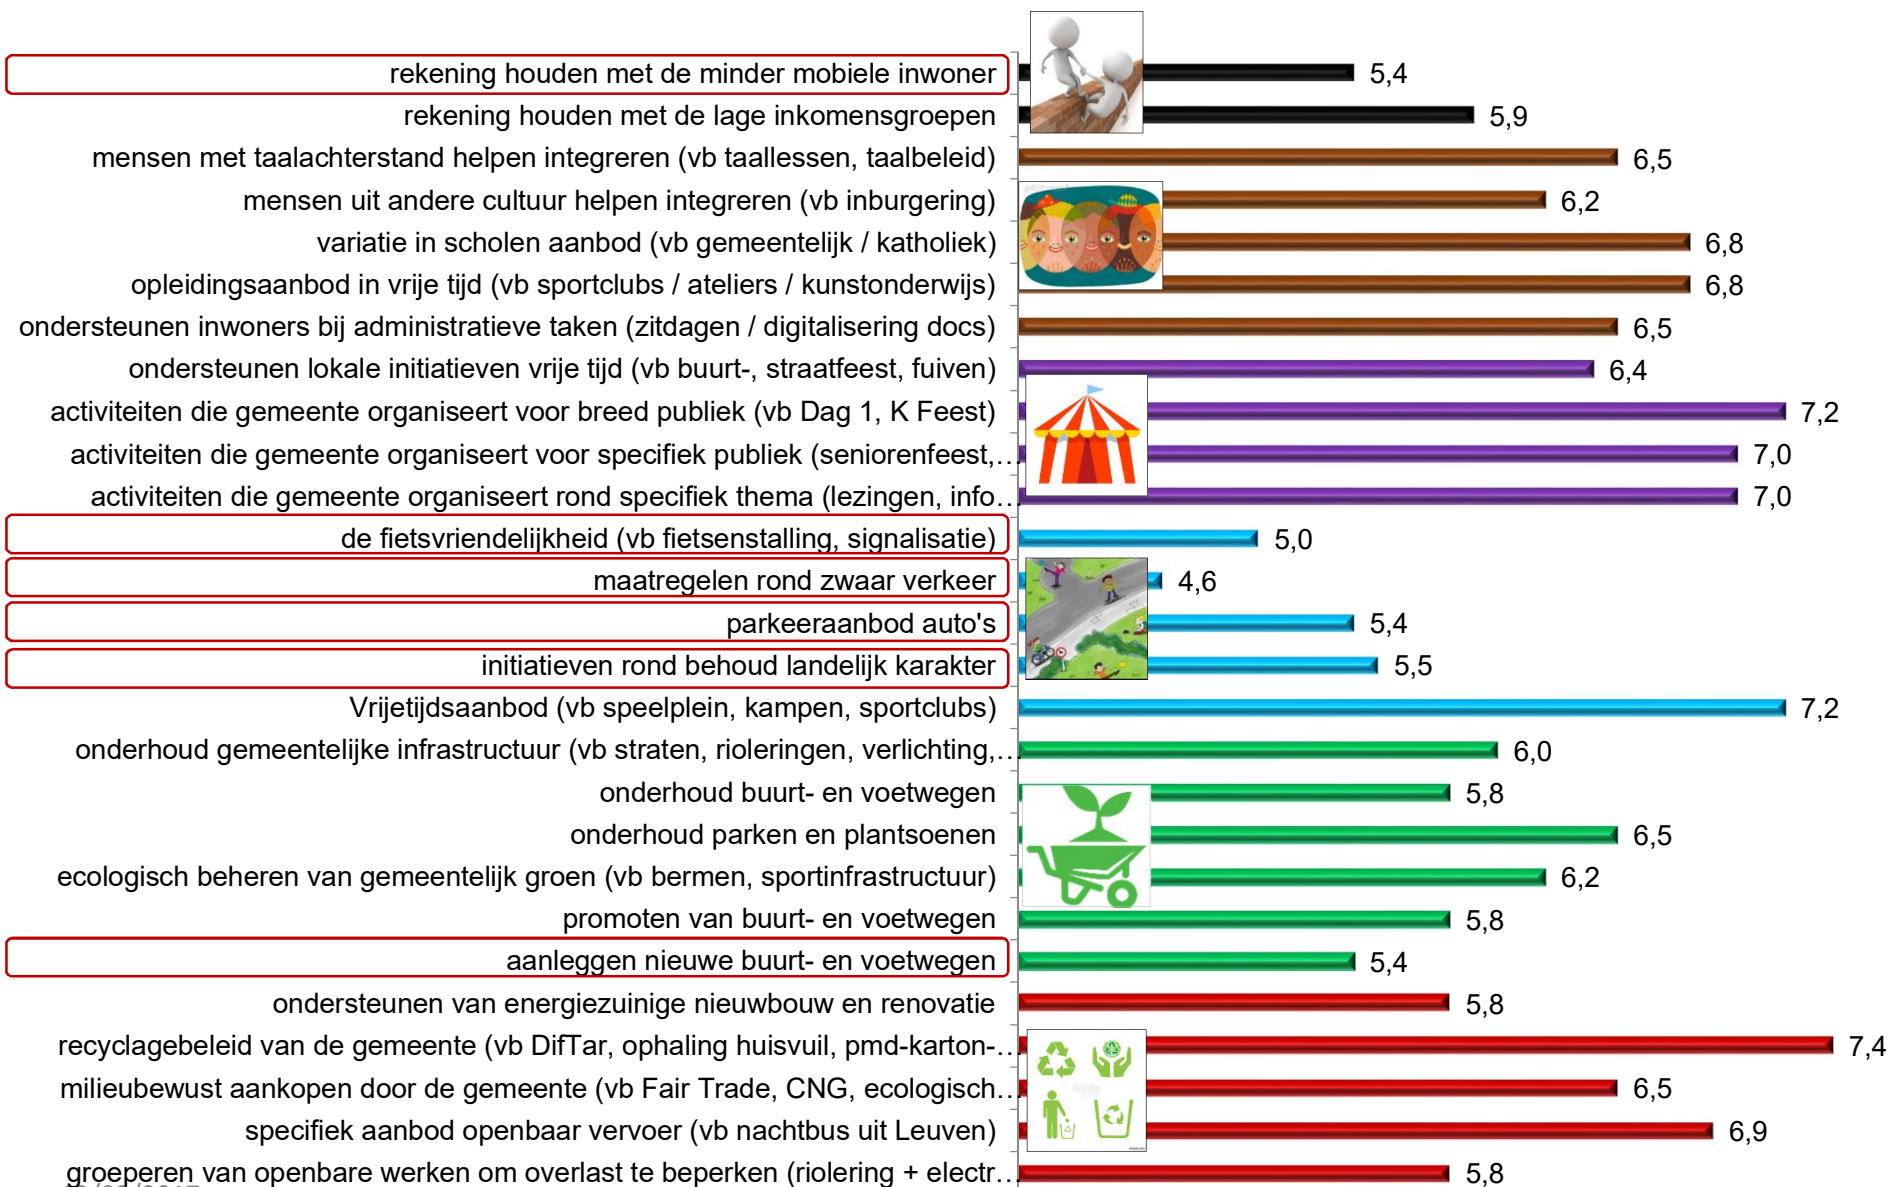 rekening houden met de minder mobiele inwoner 5,4
rekening houden met de lage inkomensgroepen 5,9
mensen met taalachterstand helpen integreren (vb taallessen, taalbeleid) 6,5
mensen uit andere cultuur helpen integreren (vb inburgering) 6,2
variatie in scholen aanbod (vb gemeentelijk / katholiek) 6,8
opleidingsaanbod in vrije tijd (vb sportclubs / ateliers / kunstonderwijs) 6,8
ondersteunen inwoners bij administratieve taken (zitdagen / digitalisering docs) 6,5
ondersteunen lokale initiatieven vrije tijd (vb buurt-, straatfeest, fuiven) 6,4
activiteiten die gemeente organiseert voor breed publiek (vb Dag 1, K Feest) 7,2
activiteiten die gemeente organiseert voor specifiek publiek (seniorenfeest,… 7,0
activiteiten die gemeente organiseert rond specifiek thema (lezingen, info… 7,0
de fietsvriendelijkheid (vb fietsenstalling, signalisatie) 5,0
maatregelen rond zwaar verkeer 4,6
parkeeraanbod auto's 5,4
initiatieven rond behoud landelijk karakter 5,5
Vrijetijdsaanbod (vb speelplein, kampen, sportclubs) 7,2
onderhoud gemeentelijke infrastructuur (vb straten, rioleringen, verlichting,… 6,0
onderhoud buurt- en voetwegen 5,8
onderhoud parken en plantsoenen 6,5
ecologisch beheren van gemeentelijk groen (vb bermen, sportinfrastructuur) 6,2
promoten van buurt- en voetwegen 5,8
aanleggen nieuwe buurt- en voetwegen 5,4
ondersteunen van energiezuinige nieuwbouw en renovatie 5,8
recyclagebeleid van de gemeente (vb DifTar, ophaling huisvuil, pmd-karton-… 7,4
milieubewust aankopen door de gemeente (vb Fair Trade, CNG, ecologisch… 6,5
specifiek aanbod openbaar vervoer (vb nachtbus uit Leuven) 6,9
groeperen van openbare werken om overlast te beperken (riolering + electr… 5,8